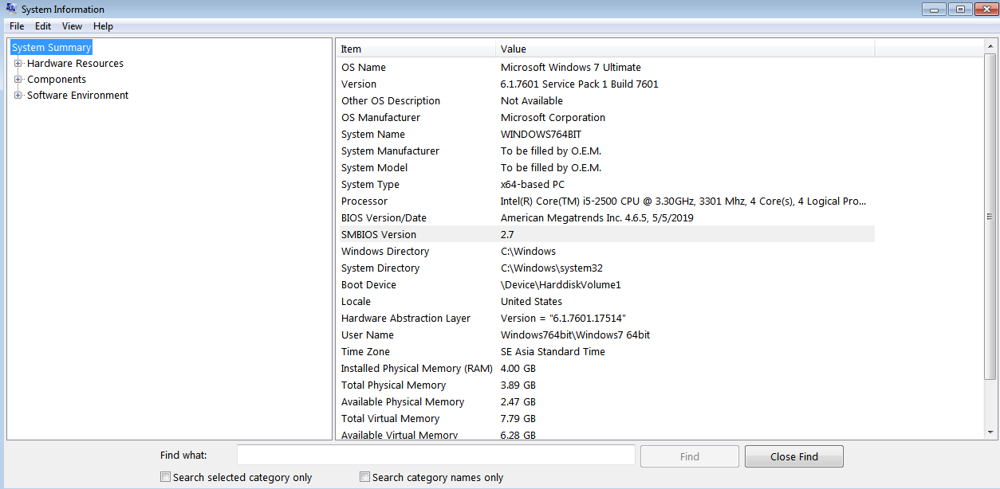 System Information
File Edit View Help
System Summary
Hardware Resources
Components
Software Environment
Item Value
OS Name Microsoft Windows 7 Ultimate
Version 6.1.7601 Service Pack 1 Build 7601
Other OS Description Not Available
OS Manufacturer Microsoft Corporation
System Name WINDOWS764BIT
System Manufacturer To be filled by O.E.M.
System Model To be filled by O.E.M.
System Type x64-based PC
Processor Intel(R) Core(TM) i5-2500 CPU @ 3.30GHz, 3301 Mhz, 4 Core(s), 4 Logical Pro...
BIOS Version/Date American Megatrends Inc. 4.6.5, 5/5/2019
SMBIOS Version 2.7
Windows Directory C:\Windows
System Directory C:\Windows\system32
Boot Device \Device\HarddiskVolume1
Locale United States
Hardware Abstraction Layer Version = "6.1.7601.17514"
User Name Windows764bit\Windows7 64bit
Time Zone SE Asia Standard Time
Installed Physical Memory (RAM) 4.00 GB
Total Physical Memory 3.89 GB
Available Physical Memory 2.47 GB
Total Virtual Memory 7.79 GB
Available Virtual Memory 6.28 GB
Find what: Find Close Find
Search selected category only Search category names only